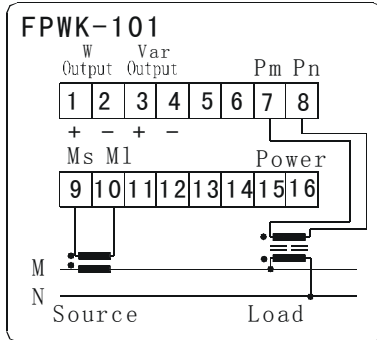 FPWK-101
W Var
Output Output Pm Pn
1 2 3 4 5 6 7 8
+ - + -
Ms Ml Power
9 10 11 12 13 14 15 16
M
N
Source Load